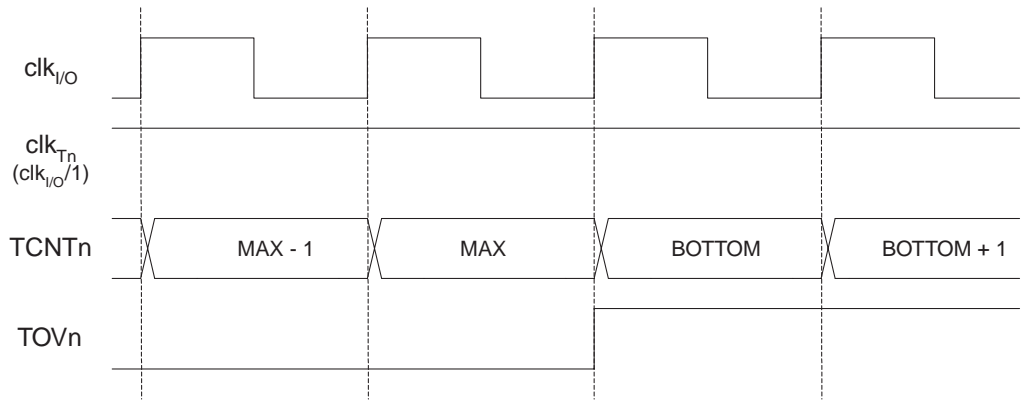 clkI/O
clkTn
(clkI/O/1)
TCNTn MAX - 1 MAX BOTTOM BOTTOM + 1
TOVn